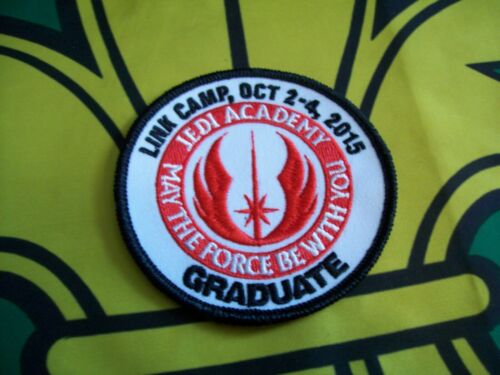 LINK CAMP, OCT 2-4, 2015
JEDI ACADEMY
MAY THE FORCE BE WITH YOU
GRADUATE